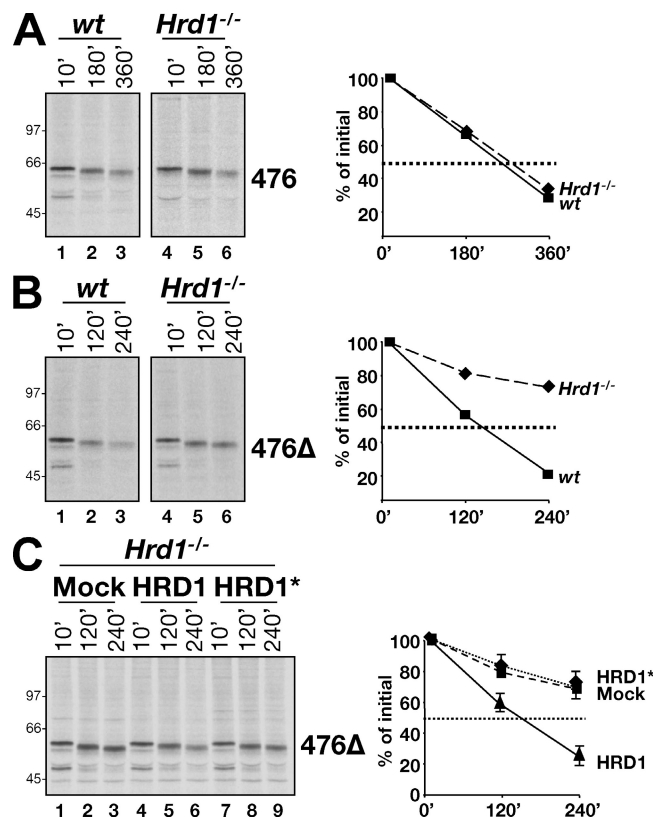 A
wt Hrd1-/-
10’ 180’ 360’ 10’ 180’ 360’
97-
66-
45-
476
1 2 3 4 5 6
% of initial
100
80
60
40
20
0’ 180’ 360’
Hrd1-/-
wt
B
wt Hrd1-/-
10’ 120’ 240’ 10’ 120’ 240’
97-
66-
45-
476Δ
1 2 3 4 5 6
% of initial
100
80
60
40
20
0’ 120’ 240’
Hrd1-/-
wt
C
Hrd1-/-
Mock HRD1 HRD1*
10’ 120’ 240’ 10’ 120’ 240’ 10’ 120’ 240’
97-
66-
45-
476Δ
1 2 3 4 5 6 7 8 9
% of initial
100
80
60
40
20
0
0’ 120’ 240’
HRD1*
Mock
HRD1